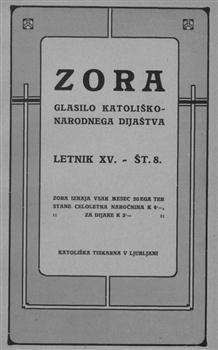 ZORA
GLASILO KATOLIŠKO-
NARODNEGA DIJAŠTVA
LETNIK XV. - ŠT. 8.
ZORA IZHAJA VSAK MESEC 20EGA TER
STANE CELOLETNA NAROČNINA K 4·—,
:: ZA DIJAKE K 2·— ::
KATOLIŠKA TISKARNA V LJUBLJANI